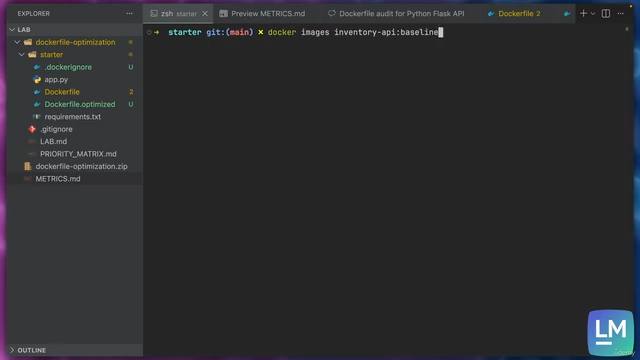 EXPLORER
zsh starter
Preview METRICS.md
Dockerfile audit for Python Flask API
Dockerfile 2
LAB
dockerfile-optimization
starter
.dockerignore U
app.py
Dockerfile 2
Dockerfile.optimized U
requirements.txt
.gitignore
LAB.md
PRIORITY_MATRIX.md
dockerfile-optimization.zip
METRICS.md
OUTLINE
starter git:(main) × docker images inventory-api:baseline
LM